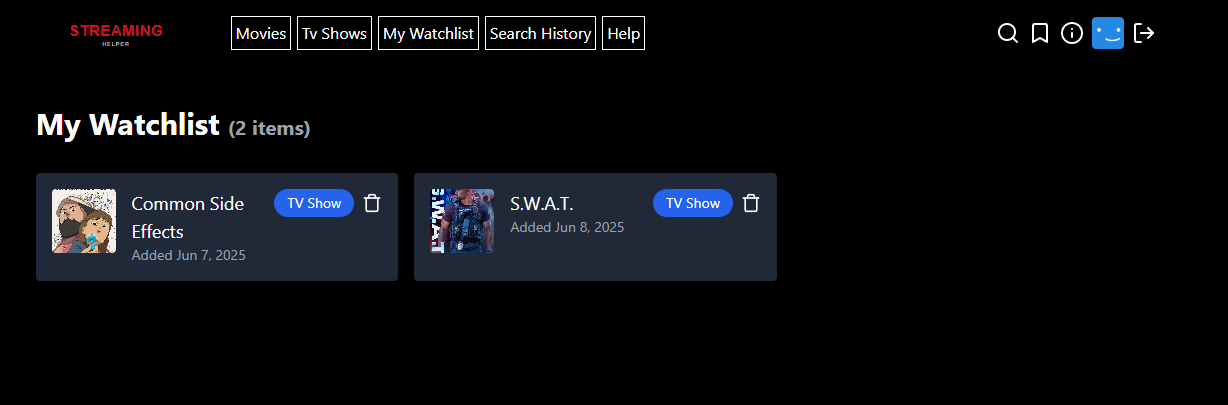 STREAMING
HELPER
Movies Tv Shows My Watchlist Search History Help
My Watchlist (2 items)
Common Side
Effects
Added Jun 7, 2025
TV Show
S.W.A.T.
S.W.A.T.
Added Jun 8, 2025
TV Show